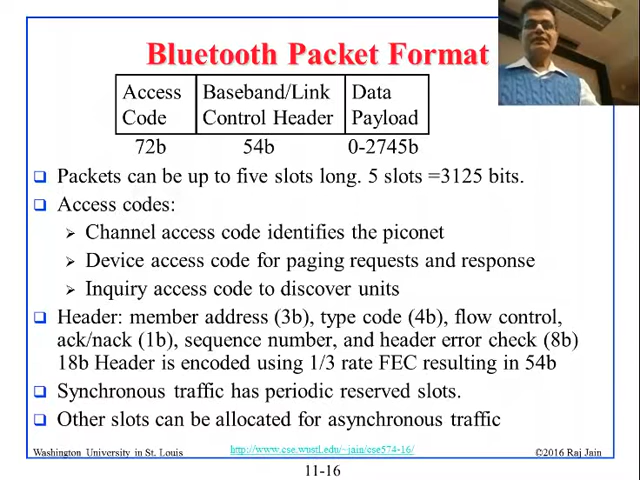 Bluetooth Packet Format
Access Code
Baseband/Link Control Header
Data Payload
72b
54b
0-2745b
Packets can be up to five slots long. 5 slots =3125 bits.
Access codes:
Channel access code identifies the piconet
Device access code for paging requests and response
Inquiry access code to discover units
Header: member address (3b), type code (4b), flow control,
ack/nack (1b), sequence number, and header error check (8b)
18b Header is encoded using 1/3 rate FEC resulting in 54b
Synchronous traffic has periodic reserved slots.
Other slots can be allocated for asynchronous traffic
Washington University in St. Louis
http://www.cse.wustl.edu/~jain/cse574-16/
©2016 Raj Jain
11-16